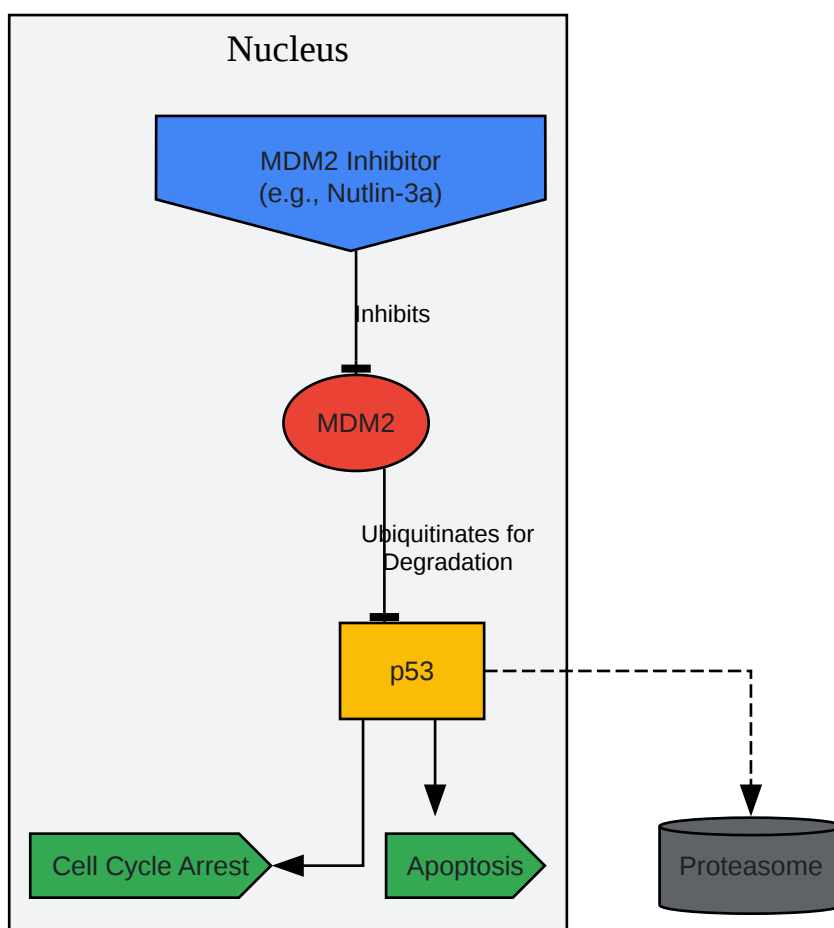 Nucleus
MDM2 Inhibitor
(e.g., Nutlin-3a)
Inhibits
MDM2
Ubiquitinates for
Degradation
p53
Cell Cycle Arrest
Apoptosis
Proteasome